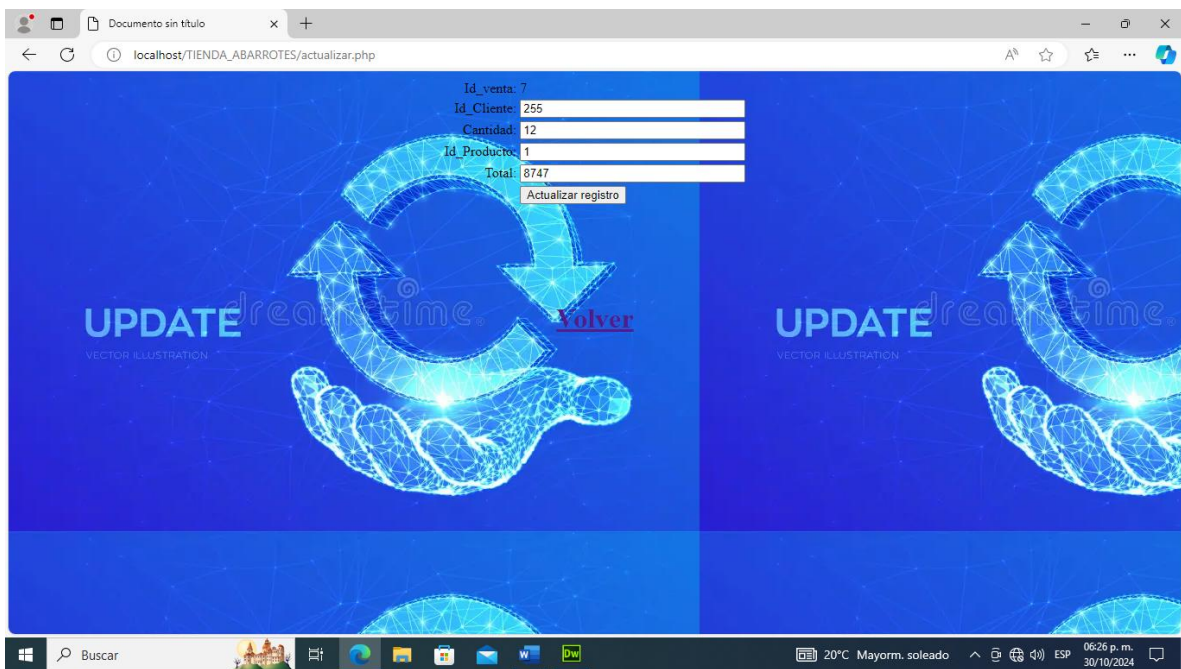 Documento sin título
localhost/TIENDA_ABARROTES/actualizar.php
Id_venta: 7
Id_Cliente: 255
Cantidad: 12
Id_Producto: 1
Total: 8747
Actualizar registro
UPDATE dreamstime. Volver UPDATE dreamstime.
VECTOR ILLUSTRATION VECTOR ILLUSTRATION
Buscar W Dw 20°C Mayorm. soleado ESP 06:26 p. m.
30/10/2024